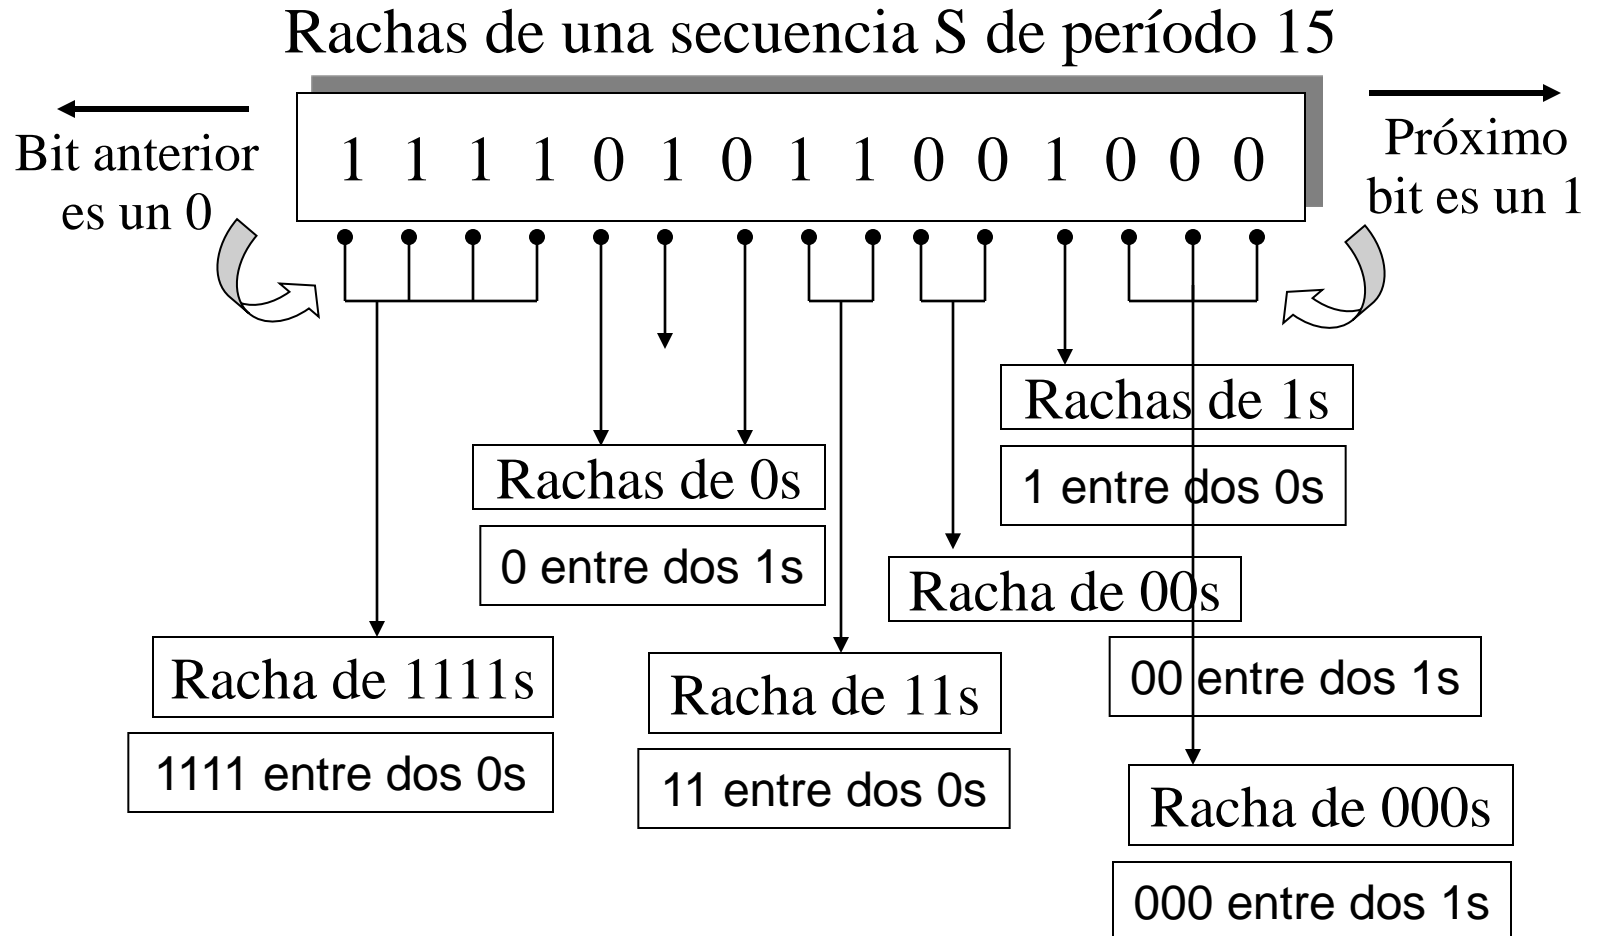 Rachas de una secuencia S de período 15
Bit anterior
es un 0
1 1 1 1 0 1 0 1 1 0 0 1 0 0 0
Próximo
bit es un 1
Rachas de 1s
1 entre dos 0s
Rachas de 0s
0 entre dos 1s
Racha de 00s
00 entre dos 1s
Racha de 1111s
1111 entre dos 0s
Racha de 11s
11 entre dos 0s
Racha de 000s
000 entre dos 1s